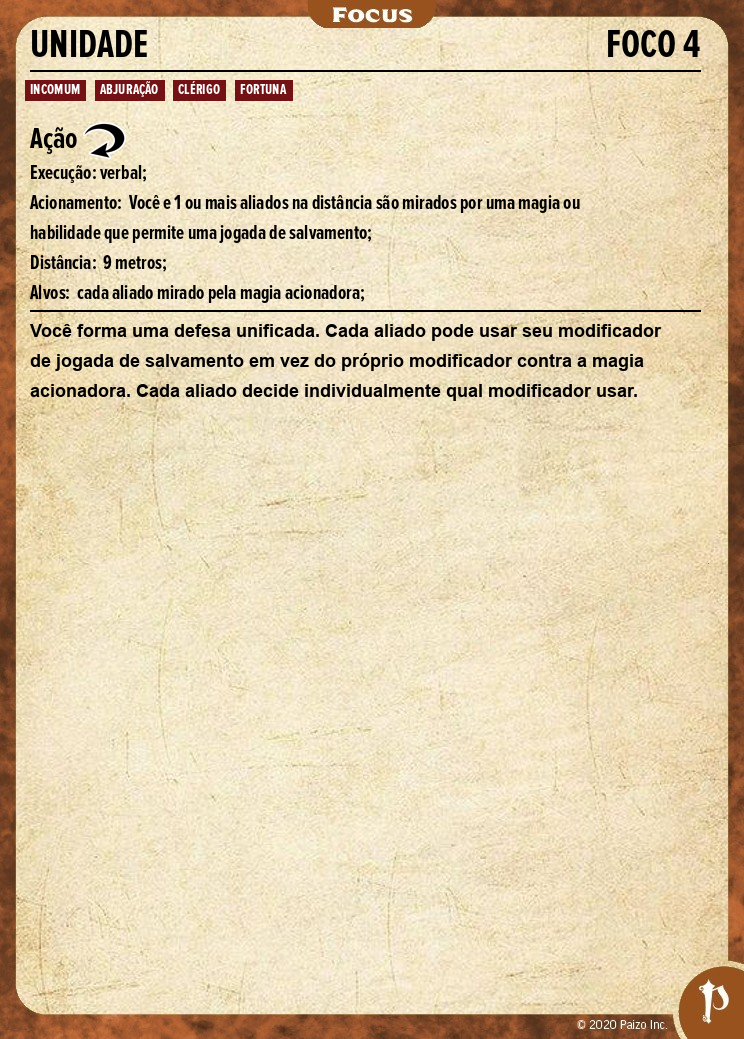 Focus
UNIDADE FOCO 4
INCOMUM ABJURAÇÃO CLÉRIGO FORTUNA
Ação
Execução: verbal;
Acionamento: Você e 1 ou mais aliados na distância são mirados por uma magia ou
habilidade que permite uma jogada de salvamento;
Distância: 9 metros;
Alvos: cada aliado mirado pela magia acionadora;
Você forma uma defesa unificada. Cada aliado pode usar seu modificador
de jogada de salvamento em vez do próprio modificador contra a magia
acionadora. Cada aliado decide individualmente qual modificador usar.
© 2020 Paizo Inc.
P